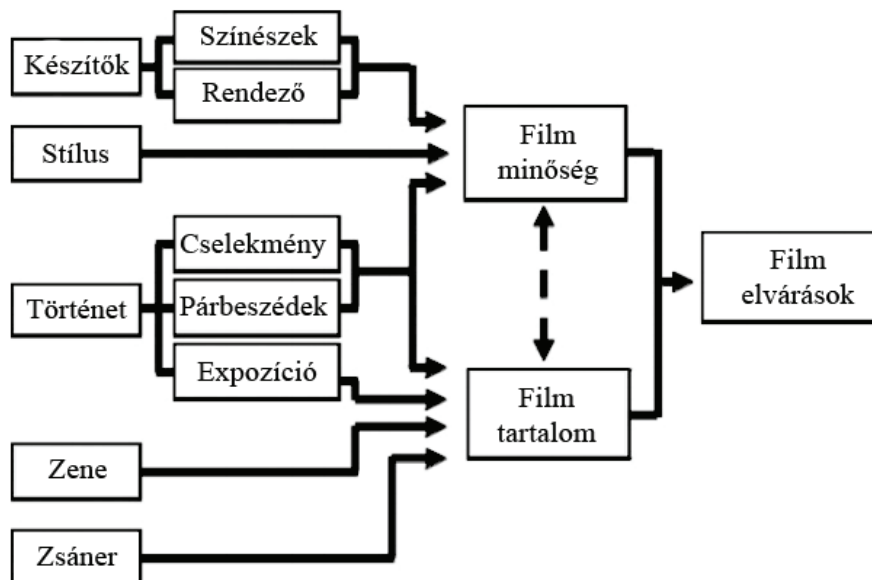 Készítők
Színészek
Rendező
Stílus
Történet
Cselekmény
Párbeszédek
Expozíció
Zene
Zsáner
Film
minőség
Film
tartalom
Film
elvárások